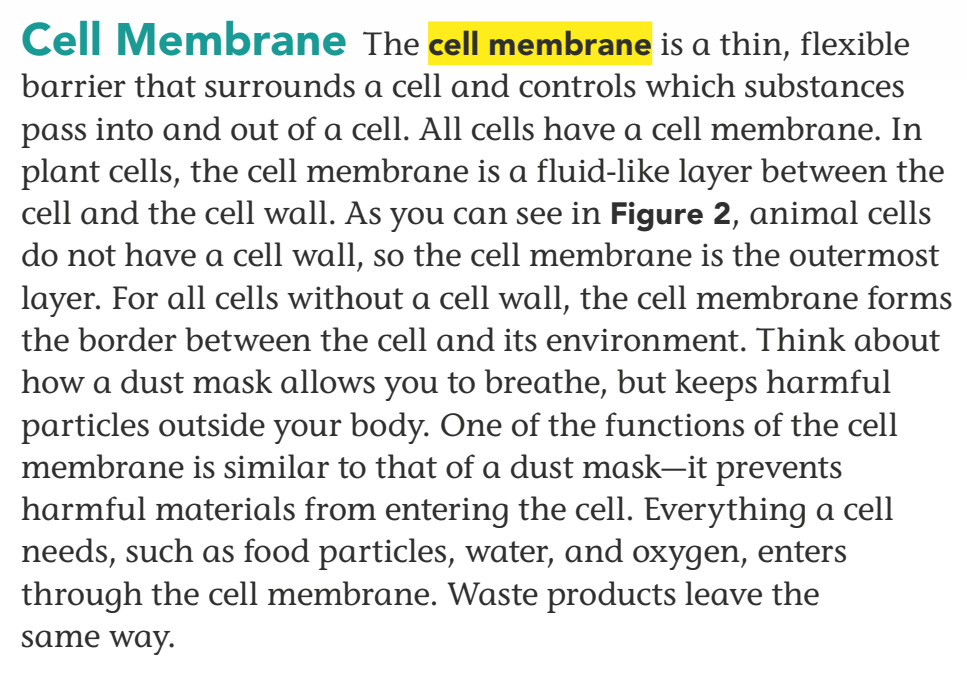 Cell Membrane The cell membrane is a thin, flexible
barrier that surrounds a cell and controls which substances
pass into and out of a cell. All cells have a cell membrane. In
plant cells, the cell membrane is a fluid-like layer between the
cell and the cell wall. As you can see in Figure 2, animal cells
do not have a cell wall, so the cell membrane is the outermost
layer. For all cells without a cell wall, the cell membrane forms
the border between the cell and its environment. Think about
how a dust mask allows you to breathe, but keeps harmful
particles outside your body. One of the functions of the cell
membrane is similar to that of a dust mask—it prevents
harmful materials from entering the cell. Everything a cell
needs, such as food particles, water, and oxygen, enters
through the cell membrane. Waste products leave the
same way.